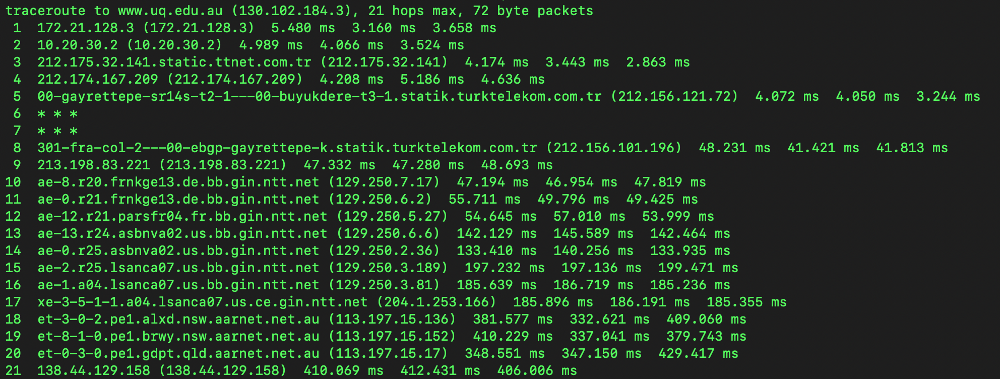 traceroute to www.uq.edu.au (130.102.184.3), 21 hops max, 72 byte packets
1 172.21.128.3 (172.21.128.3) 5.480 ms 3.160 ms 3.658 ms
2 10.20.30.2 (10.20.30.2) 4.989 ms 4.066 ms 3.524 ms
3 212.175.32.141.static.ttnet.com.tr (212.175.32.141) 4.174 ms 3.443 ms 2.863 ms
4 212.174.167.209 (212.174.167.209) 4.208 ms 5.186 ms 4.636 ms
5 00-gayrettepe-sr14s-t2-1---00-buyukdere-t3-1.statik.turktelekom.com.tr (212.156.121.72) 4.072 ms 4.050 ms 3.244 ms
6 * * *
7 * * *
8 301-fra-col-2---00-ebgp-gayrettepe-k.statik.turktelekom.com.tr (212.156.101.196) 48.231 ms 41.421 ms 41.813 ms
9 213.198.83.221 (213.198.83.221) 47.332 ms 47.280 ms 48.693 ms
10 ae-8.r20.frnkge13.de.bb.gin.ntt.net (129.250.7.17) 47.194 ms 46.954 ms 47.819 ms
11 ae-0.r21.frnkge13.de.bb.gin.ntt.net (129.250.6.2) 55.711 ms 49.796 ms 49.425 ms
12 ae-12.r21.parsfr04.fr.bb.gin.ntt.net (129.250.5.27) 54.645 ms 57.010 ms 53.999 ms
13 ae-13.r24.asbnva02.us.bb.gin.ntt.net (129.250.6.6) 142.129 ms 145.589 ms 142.464 ms
14 ae-0.r25.asbnva02.us.bb.gin.ntt.net (129.250.2.36) 133.410 ms 140.256 ms 133.935 ms
15 ae-2.r25.lsanca07.us.bb.gin.ntt.net (129.250.3.189) 197.232 ms 197.136 ms 199.471 ms
16 ae-1.a04.lsanca07.us.bb.gin.ntt.net (129.250.3.81) 185.639 ms 186.719 ms 185.236 ms
17 xe-3-5-1-1.a04.lsanca07.us.ce.gin.ntt.net (204.1.253.166) 185.896 ms 186.191 ms 185.355 ms
18 et-3-0-2.pe1.alxd.nsw.aarnet.net.au (113.197.15.136) 381.577 ms 332.621 ms 409.060 ms
19 et-8-1-0.pe1.brwy.nsw.aarnet.net.au (113.197.15.152) 410.229 ms 337.041 ms 379.743 ms
20 et-0-3-0.pe1.gdpt.qld.aarnet.net.au (113.197.15.17) 348.551 ms 347.150 ms 429.417 ms
21 138.44.129.158 (138.44.129.158) 410.069 ms 412.431 ms 406.006 ms